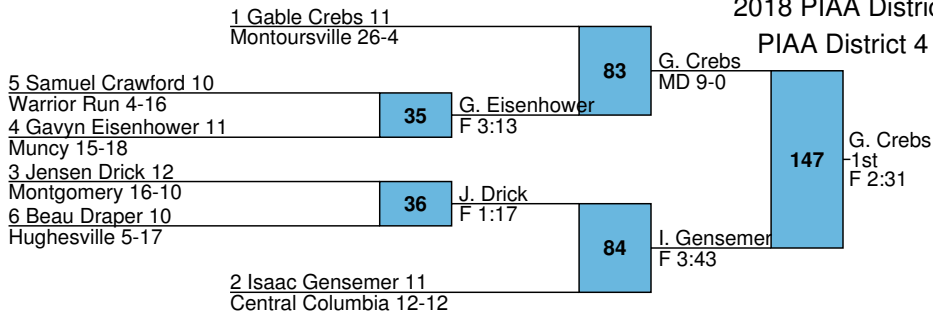 2018 PIAA Distric
PIAA District 4
1 Gable Crebs 11
Montoursville 26-4
83
G. Crebs
MD 9-0
5 Samuel Crawford 10
Warrior Run 4-16
35
G. Eisenhower
F 3:13
4 Gavyn Eisenhower 11
Muncy 15-18
147
G. Crebs
1st
F 2:31
3 Jensen Drick 12
Montgomery 16-10
36
J. Drick
F 1:17
6 Beau Draper 10
Hughesville 5-17
84
I. Gensemer
F 3:43
2 Isaac Gensemer 11
Central Columbia 12-12